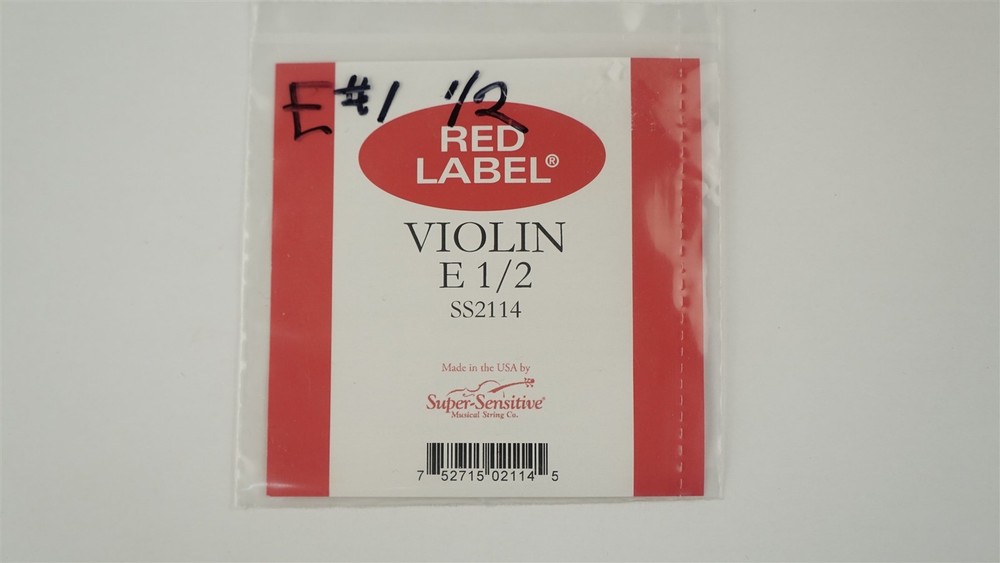 E #1 1/2
RED
LABEL®
VIOLIN
E 1/2
SS2114
Made in the USA by
Super-Sensitive®
Musical String Co.
7 52715 02114 5